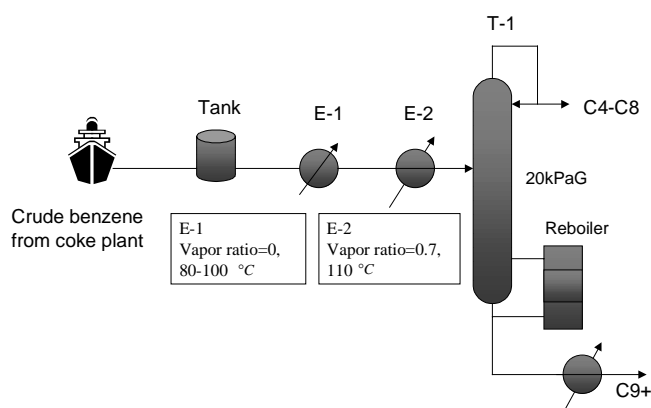 T-1
Tank
E-1
E-2
C4-C8
20kPaG
Crude benzene
from coke plant
E-1
Vapor ratio=0,
80-100 °C
E-2
Vapor ratio=0.7,
110 °C
Reboiler
C9+